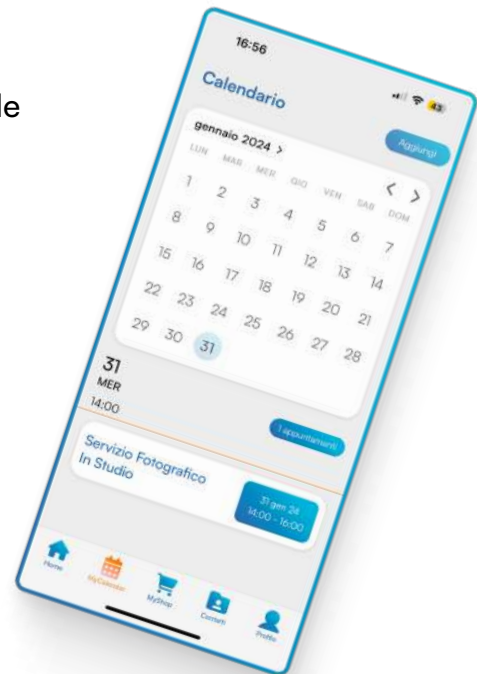 le
16:56
43
Calendario
Aggiungi
gennaio 2024 >
< >
LUN MAR MER GIO VEN SAB DOM
1 2 3 4 5 6 7
8 9 10 11 12 13 14
15 16 17 18 19 20 21
22 23 24 25 26 27 28
29 30 31
31
MER
14:00
1 appuntamenti
Servizio Fotografico
In Studio
31 gen 24
14:00 - 16:00
Home MyCalendar MyShop Contatti Profilo